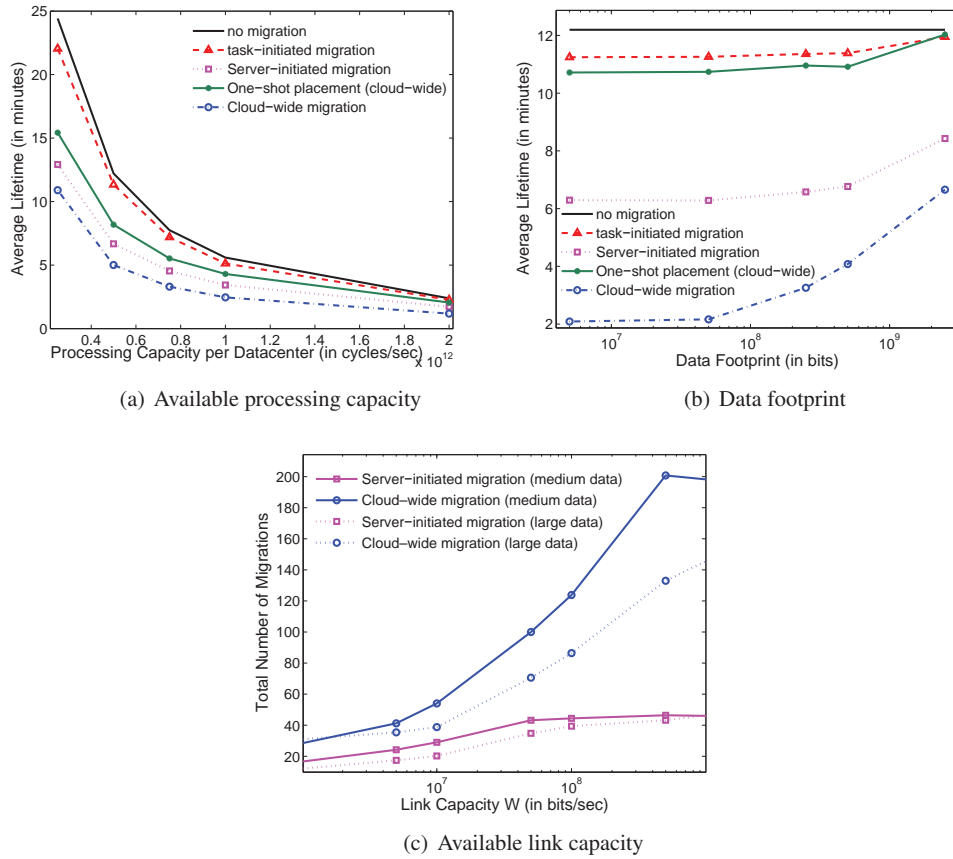 25
20
15
10
5
0
Average Lifetime (in minutes)
no migration
task−initiated migration
Server−initiated migration
One−shot placement (cloud−wide)
Cloud−wide migration
0.4 0.6 0.8 1 1.2 1.4 1.6 1.8 2
x 10^12
Processing Capacity per Datacenter (in cycles/sec)
(a) Available processing capacity
12
10
8
6
4
2
Average Lifetime (in minutes)
no migration
task−initiated migration
Server−initiated migration
One−shot placement (cloud−wide)
Cloud−wide migration
10^7 10^8 10^9
Data Footprint (in bits)
(b) Data footprint
200
180
160
140
120
100
80
60
40
20
Total Number of Migrations
Server−initiated migration (medium data)
Cloud−wide migration (medium data)
Server−initiated migration (large data)
Cloud−wide migration (large data)
10^7 10^8
Link Capacity W (in bits/sec)
(c) Available link capacity